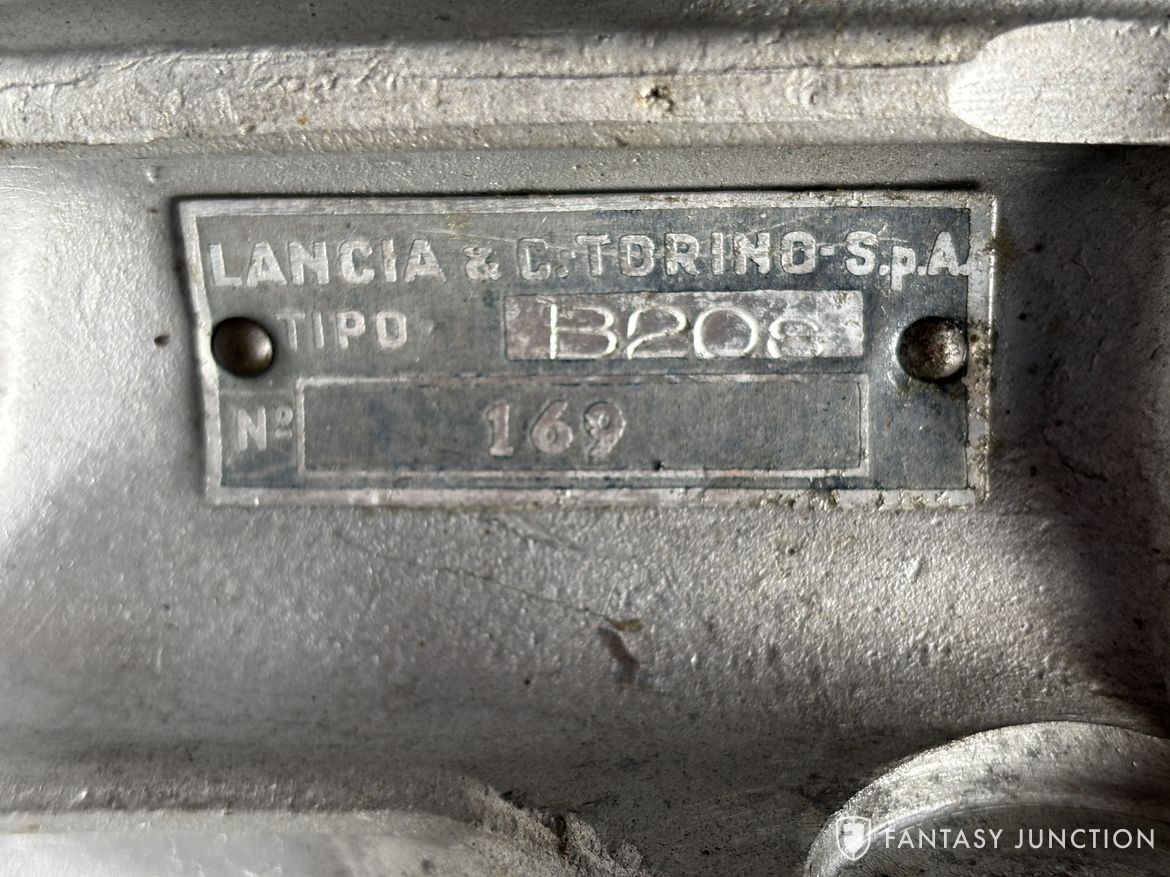 LANCIA & C. TORINO-S.p.A.
TIPO B20s
Nº 169
FANTASY JUNCTION